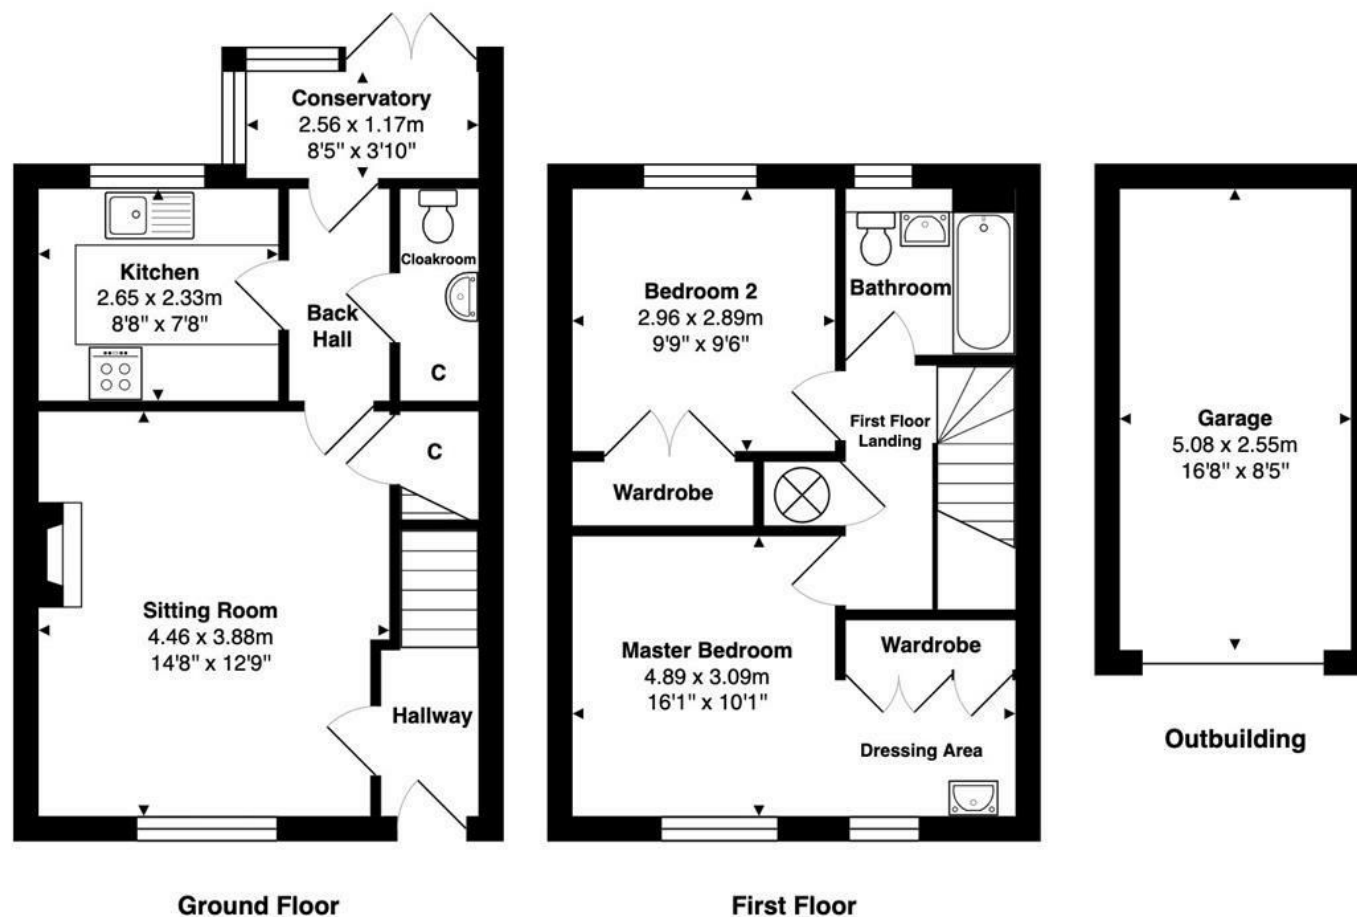 Conservatory
2.56 x 1.17m
8'5" x 3'10"
Kitchen
2.65 x 2.33m
8'8" x 7'8"
Cloakroom
Back
Hall
C
C
Sitting Room
4.46 x 3.88m
14'8" x 12'9"
Hallway
Ground Floor
Bedroom 2
2.96 x 2.89m
9'9" x 9'6"
Bathroom
First Floor
Landing
Wardrobe
Master Bedroom
4.89 x 3.09m
16'1" x 10'1"
Wardrobe
Dressing Area
First Floor
Garage
5.08 x 2.55m
16'8" x 8'5"
Outbuilding